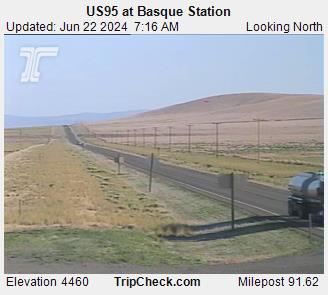 US95 at Basque Station
Updated: Jun 22 2024 7:16 AM Looking North
Elevation 4460 TripCheck.com Milepost 91.62